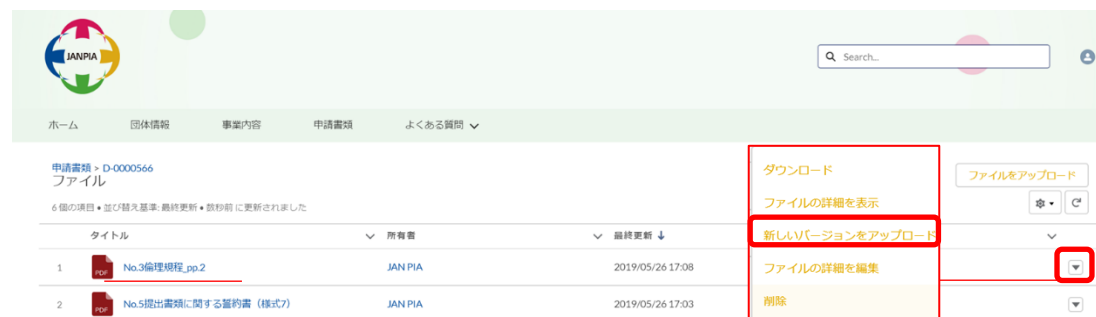 JANPIA
Search...
ホーム 団体情報 事業内容 申請書類 よくある質問
申請書類 > D-0000566
ファイル
6 個の項目 • 並び替え基準: 最終更新 • 数秒前 に更新されました
ファイルをアップロード
タイトル 所有者 最終更新 ↓
1 PDF No.3倫理規程_pp.2 JAN PIA 2019/05/26 17:08
2 PDF No.5提出書類に関する誓約書（様式7） JAN PIA 2019/05/26 17:03
ダウンロード
ファイルの詳細を表示
新しいバージョンをアップロード
ファイルの詳細を編集
削除